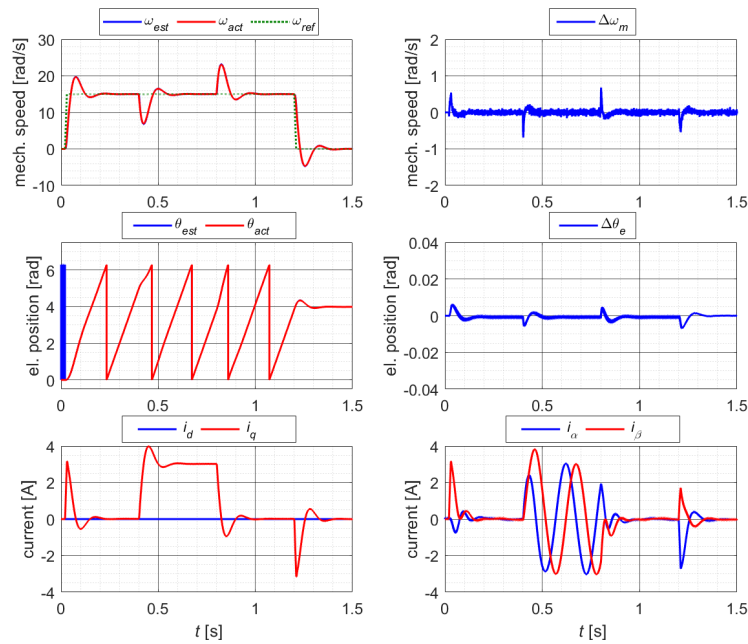 ω_est ω_act ω_ref
mech. speed [rad/s]
30
20
10
0
-10
0 0.5 1 1.5
Δω_m
mech. speed [rad/s]
2
1
0
-1
-2
0 0.5 1 1.5
θ_est θ_act
el. position [rad]
6
4
2
0
0 0.5 1 1.5
Δθ_e
el. position [rad]
0.04
0.02
0
-0.02
-0.04
0 0.5 1 1.5
i_d i_q
current [A]
4
2
0
-2
-4
0 0.5 1 1.5
t [s]
i_α i_β
current [A]
4
2
0
-2
-4
0 0.5 1 1.5
t [s]